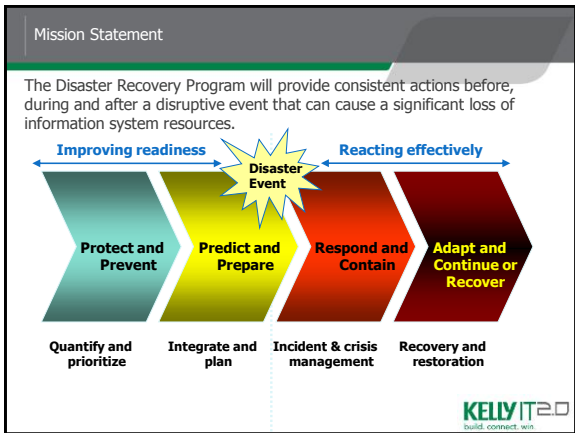 Mission Statement
The Disaster Recovery Program will provide consistent actions before,
during and after a disruptive event that can cause a significant loss of
information system resources.
Improving readiness
Disaster
Event
Reacting effectively
Protect and
Prevent
Predict and
Prepare
Respond and
Contain
Adapt and
Continue or
Recover
Quantify and
prioritize
Integrate and
plan
Incident & crisis
management
Recovery and
restoration
KELLY IT 2.0
build. connect. win.